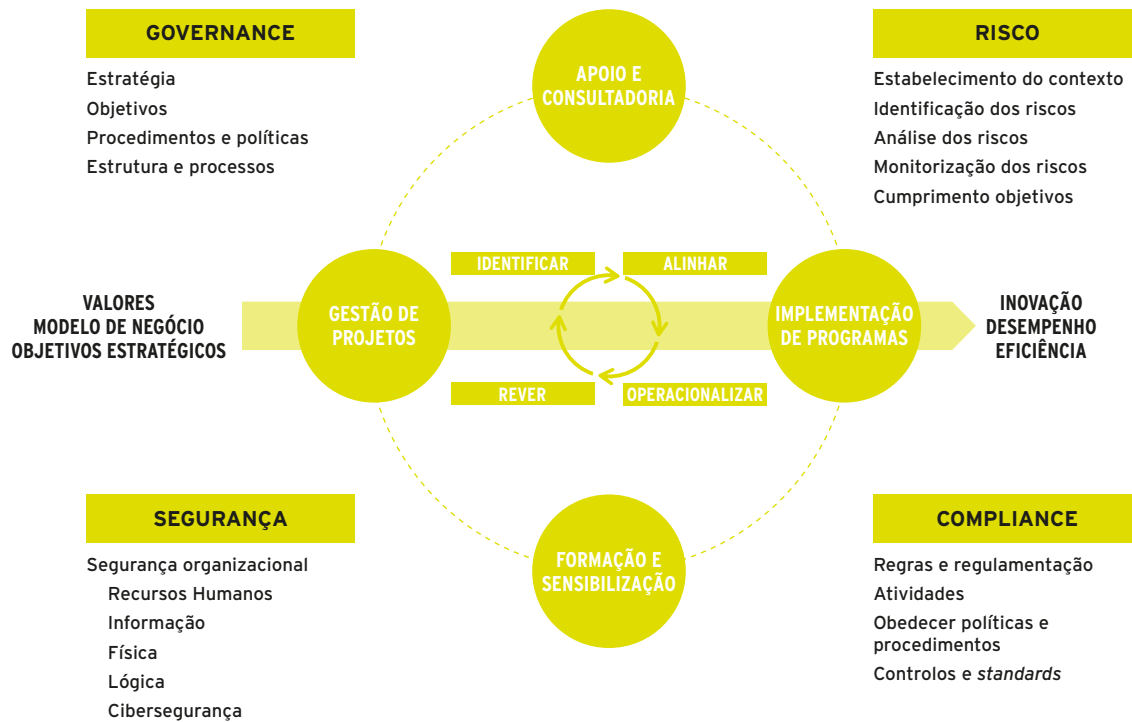 GOVERNANCE
Estratégia
Objetivos
Procedimentos e políticas
Estrutura e processos
APOIO E
CONSULTADORIA
RISCO
Estabelecimento do contexto
Identificação dos riscos
Análise dos riscos
Monitorização dos riscos
Cumprimento objetivos
VALORES
MODELO DE NEGÓCIO
OBJETIVOS ESTRATÉGICOS
GESTÃO DE
PROJETOS
IDENTIFICAR
ALINHAR
REVER
OPERACIONALIZAR
IMPLEMENTAÇÃO
DE PROGRAMAS
INOVAÇÃO
DESEMPENHO
EFICIÊNCIA
SEGURANÇA
Segurança organizacional
Recursos Humanos
Informação
Física
Lógica
Cibersegurança
FORMAÇÃO E
SENSIBILIZAÇÃO
COMPLIANCE
Regras e regulamentação
Atividades
Obedecer políticas e
procedimentos
Controlos e standards